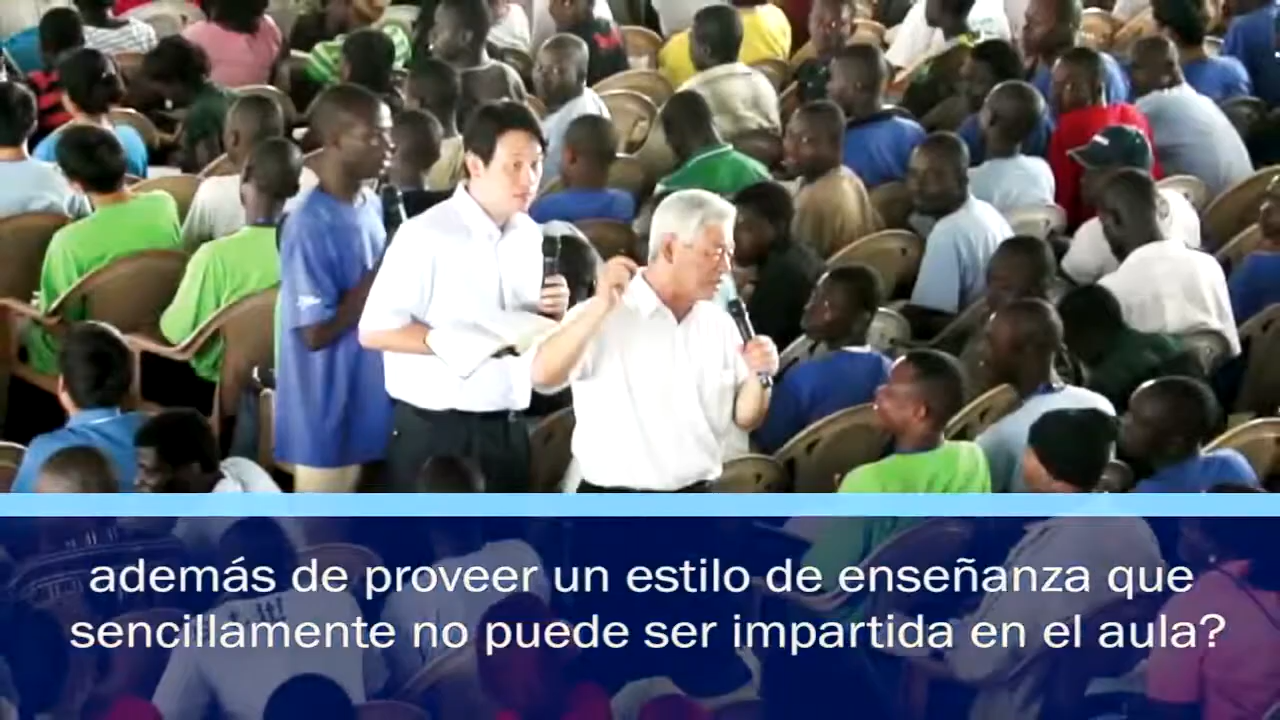 además de proveer un estilo de enseñanza que
sencillamente no puede ser impartida en el aula?